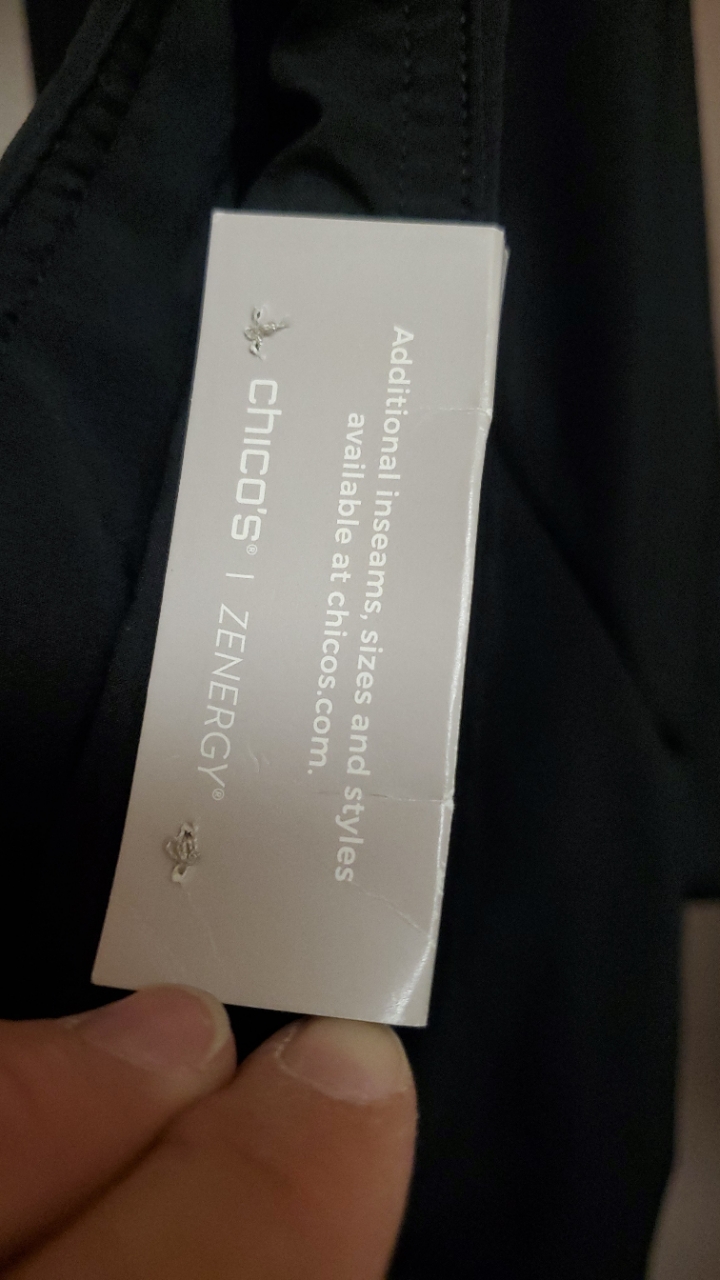 Additional inseams, sizes and styles
available at chicos.com.
chico's® | ZENERGY®